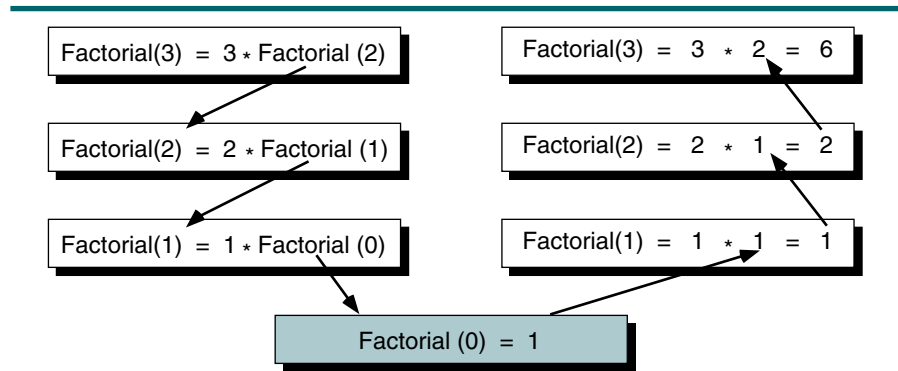 Factorial(3) = 3 * Factorial (2)
Factorial(2) = 2 * Factorial (1)
Factorial(1) = 1 * Factorial (0)
Factorial (0) = 1
Factorial(3) = 3 * 2 = 6
Factorial(2) = 2 * 1 = 2
Factorial(1) = 1 * 1 = 1